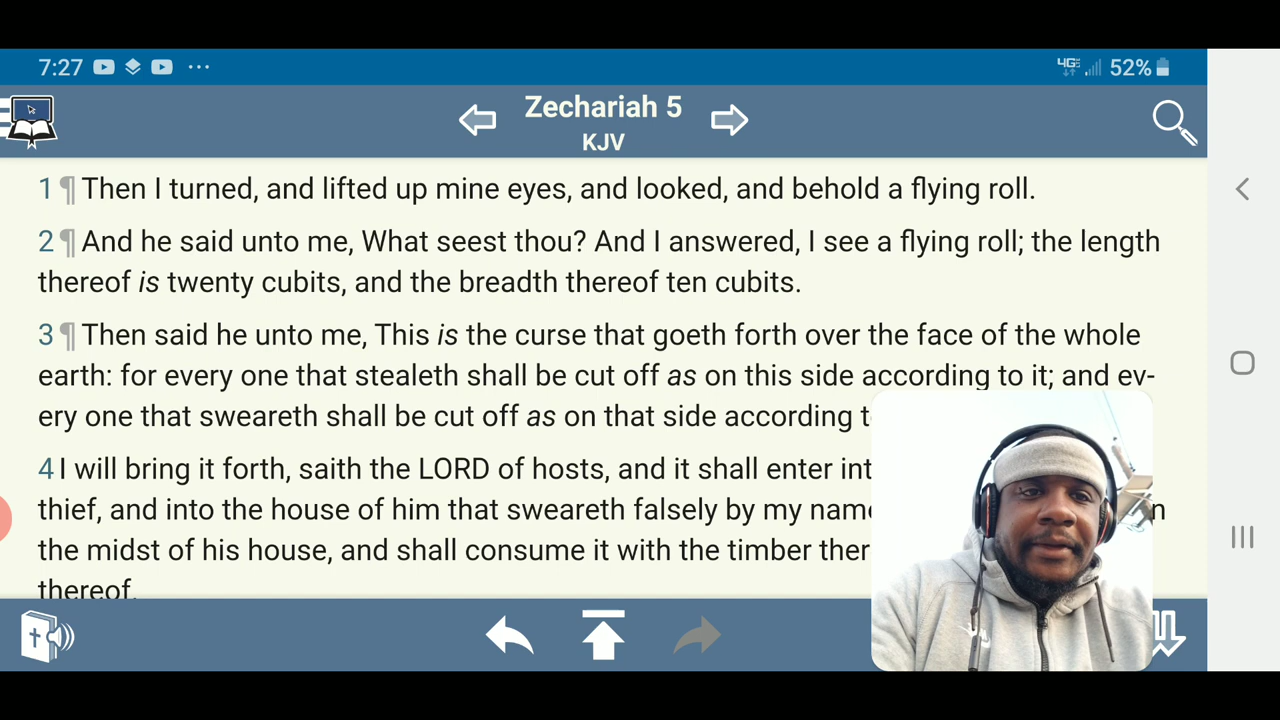 7:27 ... 4GE 52%
Zechariah 5
KJV
1 ¶ Then I turned, and lifted up mine eyes, and looked, and behold a flying roll.
2 ¶ And he said unto me, What seest thou? And I answered, I see a flying roll; the length
thereof is twenty cubits, and the breadth thereof ten cubits.
3 ¶ Then said he unto me, This is the curse that goeth forth over the face of the whole
earth: for every one that stealeth shall be cut off as on this side according to it; and ev-
ery one that sweareth shall be cut off as on that side according
4 I will bring it forth, saith the LORD of hosts, and it shall enter
thief, and into the house of him that sweareth falsely by my
the midst of his house, and shall consume it with the timber
thereof.